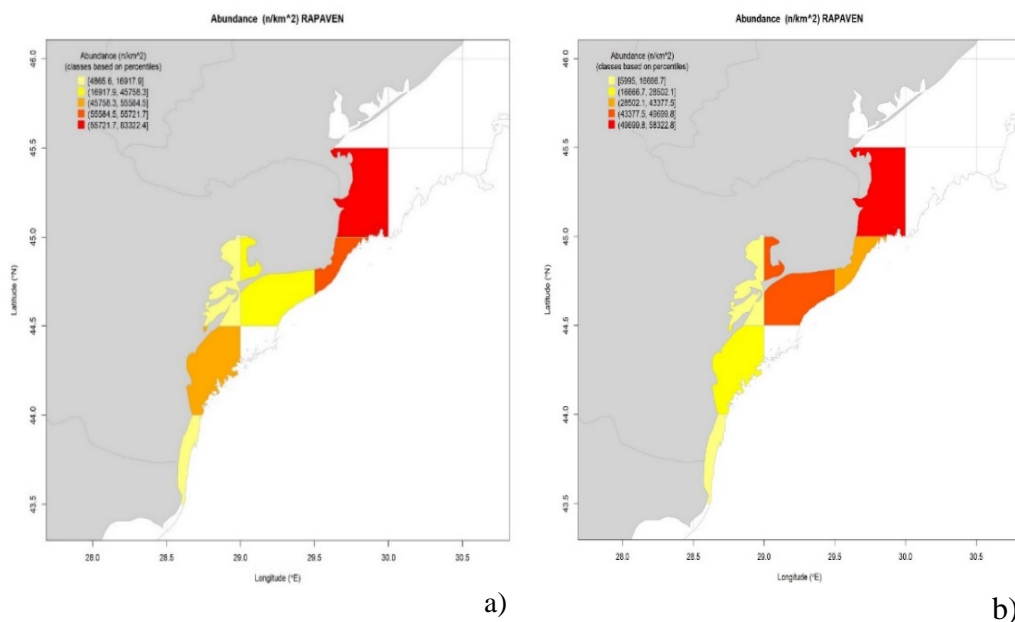 Abundance (n/km^2) RAPAVEN
Abundance (n/km^2)
(classes based on percentiles)
[4865.6, 16917.9]
(16917.9, 45758.3]
(45758.3, 55584.5]
(55584.5, 65721.7]
(65721.7, 83322.4]
46.0
45.5
45.0
44.5
44.0
43.5
Latitude (°N)
28.0 28.5 29.0 29.5 30.0 30.5
Longitude (°E)
a)
Abundance (n/km^2) RAPAVEN
Abundance (n/km^2)
(classes based on percentiles)
[5995, 16666.7]
(16666.7, 28502.1]
(28502.1, 43377.5]
(43377.5, 49699.8]
(49699.8, 58322.8]
46.0
45.5
45.0
44.5
44.0
43.5
Latitude (°N)
28.0 28.5 29.0 29.5 30.0 30.5
Longitude (°E)
b)